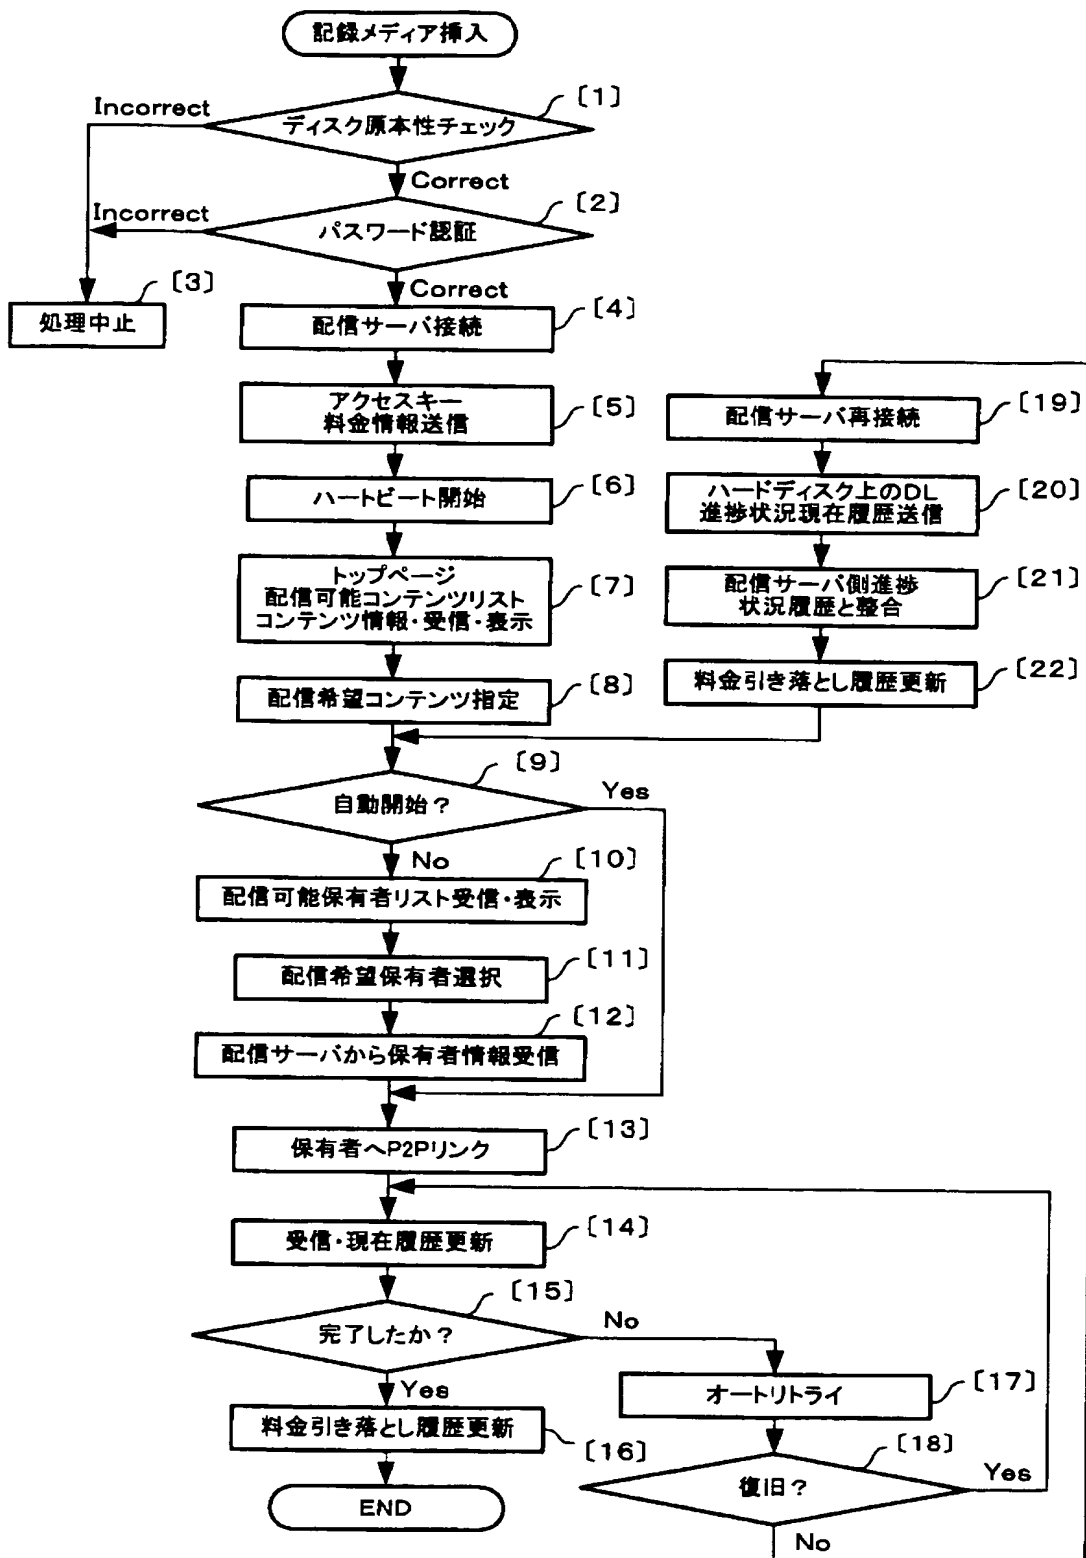 記録メディア挿入
〔1〕
Incorrect
ディスク原本性チェック
Correct
〔2〕
Incorrect
パスワード認証
Correct
〔3〕
処理中止
〔4〕
配信サーバ接続
〔5〕
アクセスキー
料金情報送信
〔6〕
ハートビート開始
〔7〕
トップページ
配信可能コンテンツリスト
コンテンツ情報・受信・表示
〔8〕
配信希望コンテンツ指定
〔19〕
配信サーバ再接続
〔20〕
ハードディスク上のDL
進捗状況現在履歴送信
〔21〕
配信サーバ側進捗
状況履歴と整合
〔22〕
料金引き落とし履歴更新
〔9〕
自動開始？
Yes
No
〔10〕
配信可能保有者リスト受信・表示
〔11〕
配信希望保有者選択
〔12〕
配信サーバから保有者情報受信
〔13〕
保有者へP2Pリンク
〔14〕
受信・現在履歴更新
〔15〕
完了したか？
No
Yes
〔16〕
料金引き落とし履歴更新
END
〔17〕
オートリトライ
〔18〕
復旧？
Yes
No